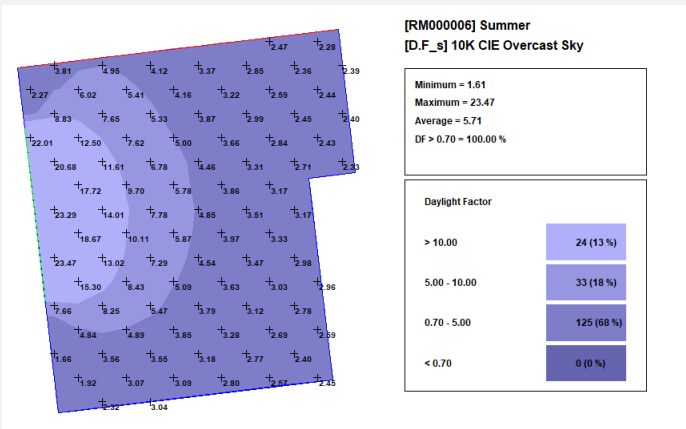 [RM000006] Summer
[D.F_s] 10K CIE Overcast Sky
Minimum = 1.61
Maximum = 23.47
Average = 5.71
DF > 0.70 = 100.00 %
Daylight Factor
> 10.00 24 (13 %)
5.00 - 10.00 33 (18 %)
0.70 - 5.00 125 (68 %)
< 0.70 0 (0 %)
2.47 2.28
3.81 4.95 4.12 3.37 2.85 2.36 2.39
2.27 6.02 5.41 4.16 3.22 2.59 2.44
8.83 7.65 5.33 3.87 2.99 2.45 2.40
22.01 12.50 7.62 5.00 3.66 2.84 2.43
20.68 11.61 6.78 4.46 3.31 2.71 2.33
17.72 9.70 5.78 3.86 3.17
23.29 14.01 7.78 4.85 3.51 3.17
18.67 10.11 5.87 3.97 3.33
23.47 13.02 7.29 4.54 3.47 2.98
15.30 8.43 5.09 3.63 3.03 2.96
7.66 8.25 5.47 3.79 3.12 2.78
4.84 4.89 3.85 3.28 2.69 2.59
1.66 3.56 3.55 3.18 2.77 2.40
1.92 3.07 3.09 2.80 2.57 2.45
2.32 3.04